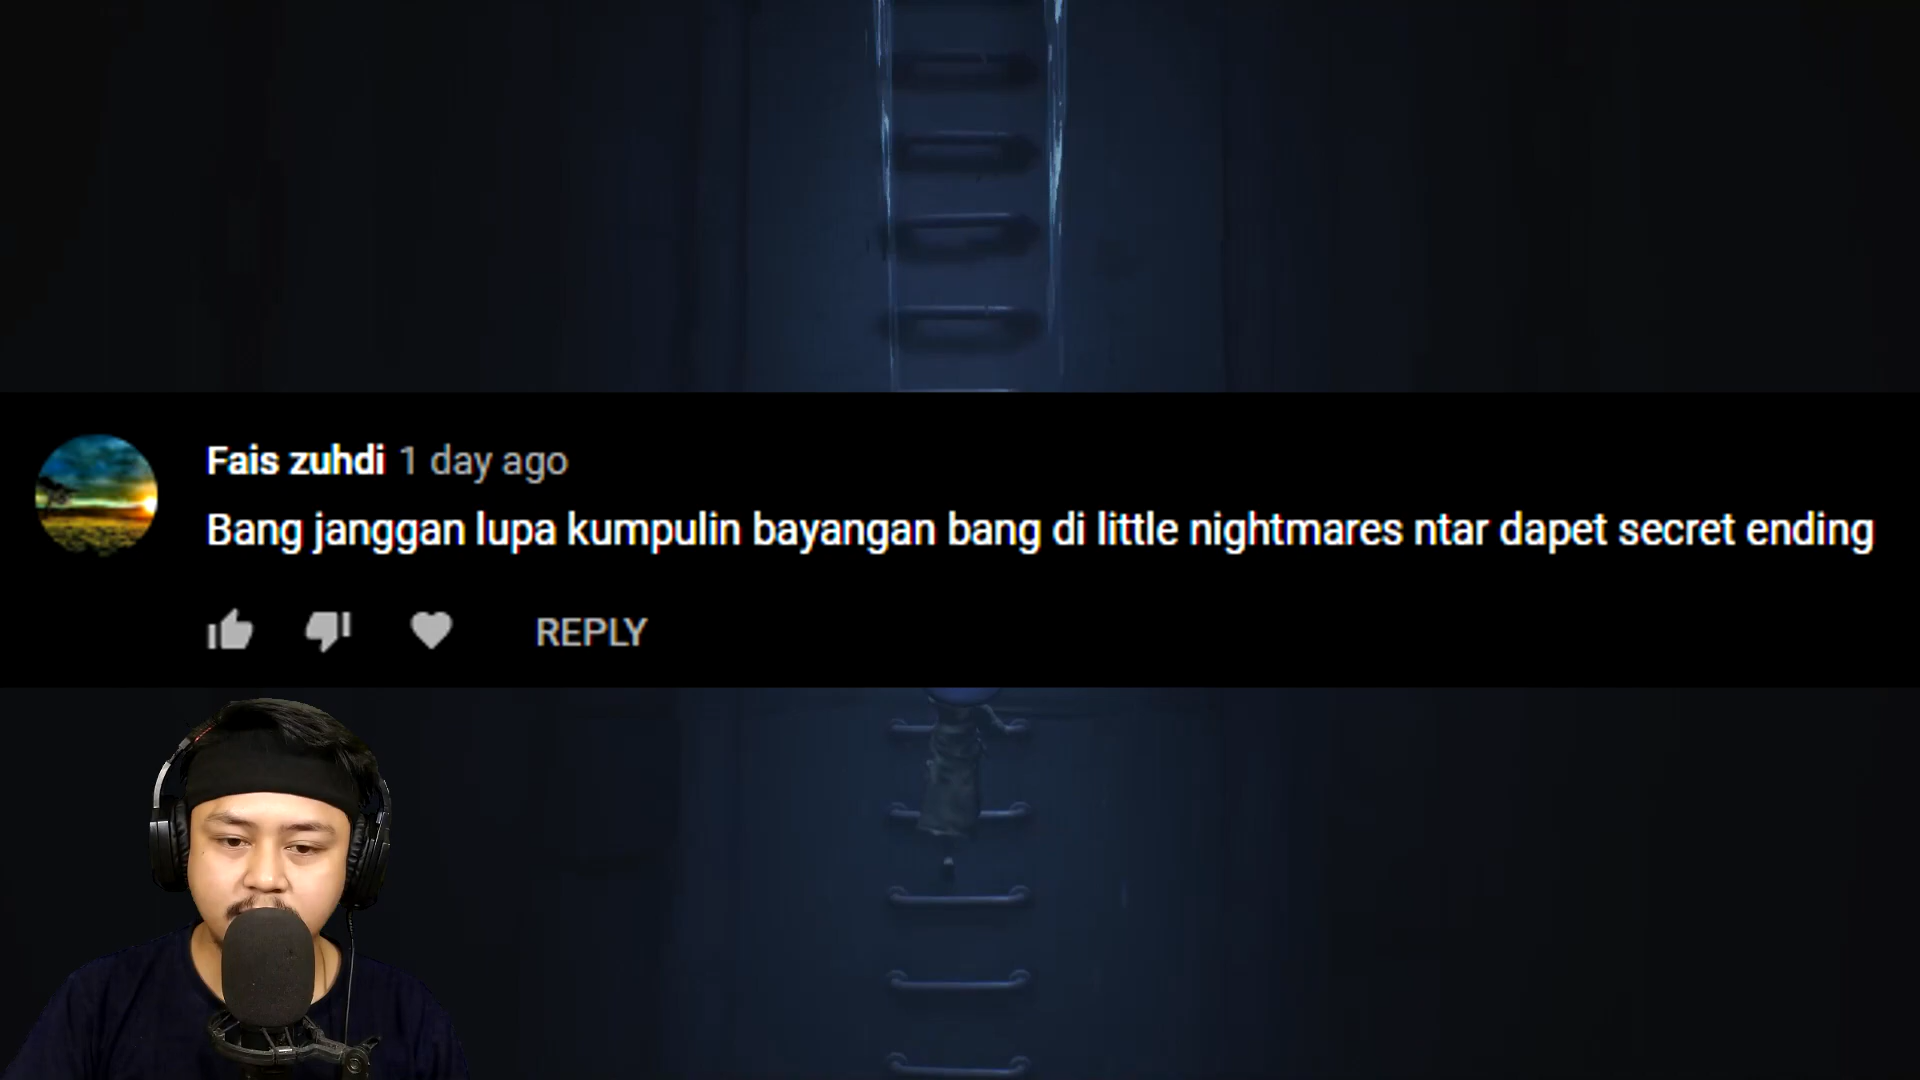 Fais zuhdi 1 day ago
Bang janggan lupa kumpulin bayangan bang di little nightmares ntar dapet secret ending
REPLY